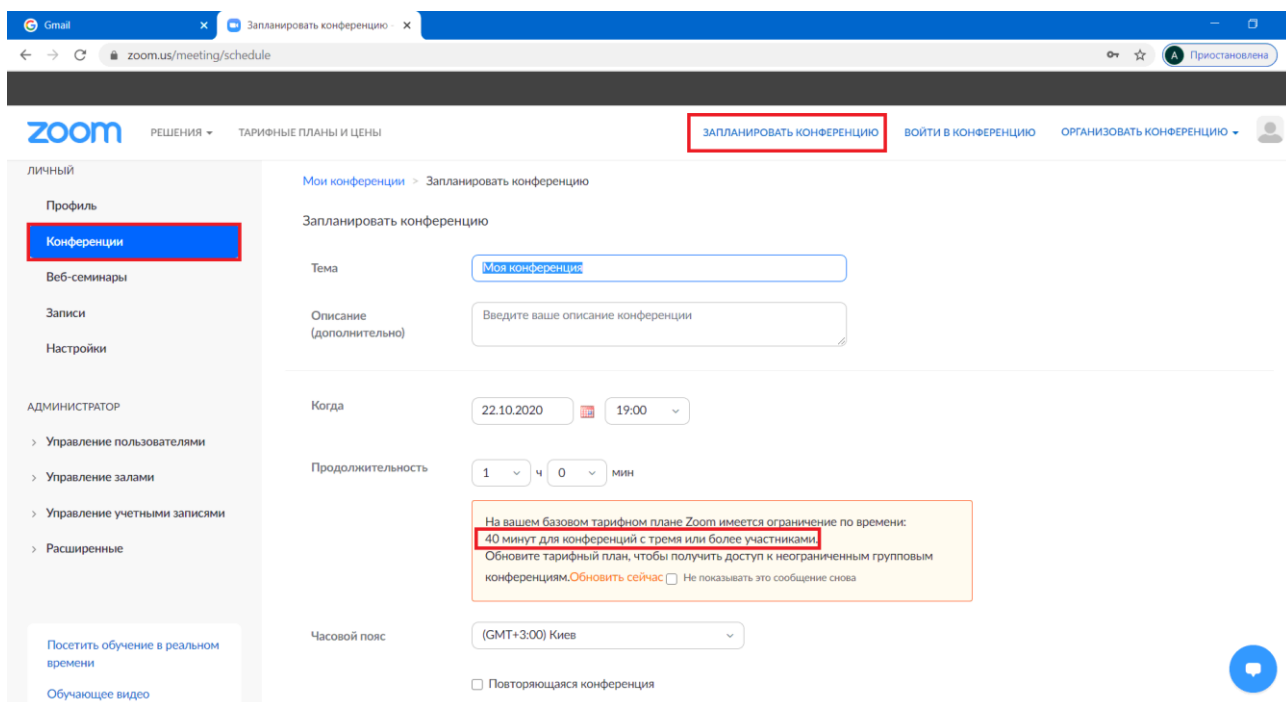 Gmail
Запланировать конференцию -
zoom.us/meeting/schedule
A Приостановлена
zoom РЕШЕНИЯ ТАРИФНЫЕ ПЛАНЫ И ЦЕНЫ ЗАПЛАНИРОВАТЬ КОНФЕРЕНЦИЮ ВОЙТИ В КОНФЕРЕНЦИЮ ОРГАНИЗОВАТЬ КОНФЕРЕНЦИЮ
ЛИЧНЫЙ
Профиль
Конференции
Веб-семинары
Записи
Настройки
АДМИНИСТРАТОР
> Управление пользователями
> Управление залами
> Управление учетными записями
> Расширенные
Посетить обучение в реальном
времени
Обучающее видео
Мои конференции > Запланировать конференцию
Запланировать конференцию
Тема Моя конференция
Описание
(дополнительно)
Введите ваше описание конференции
Когда 22.10.2020 19:00
Продолжительность 1 ч 0 мин
На вашем базовом тарифном плане Zoom имеется ограничение по времени:
40 минут для конференций с тремя или более участниками.
Обновите тарифный план, чтобы получить доступ к неограниченным групповым
конференциям.Обновить сейчас Не показывать это сообщение снова
Часовой пояс (GMT+3:00) Киев
Повторяющаяся конференция